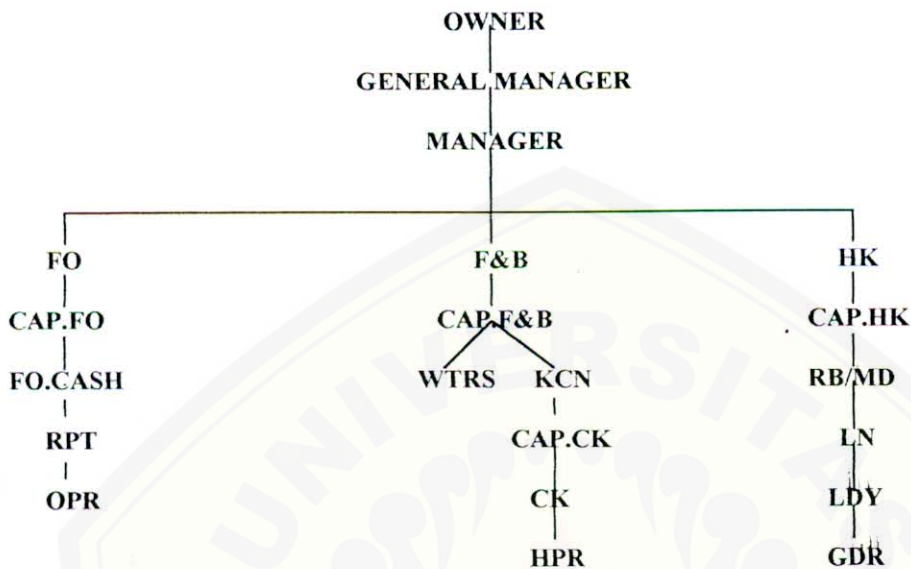 OWNER
GENERAL MANAGER
MANAGER
FO F&B HK
CAP.FO CAP.F&B CAP.HK
FO.CASH WTRS KCN RB/MD
RPT CAP.CK LN
OPR CK LDY
HPR GDR
UNIVERSITAS